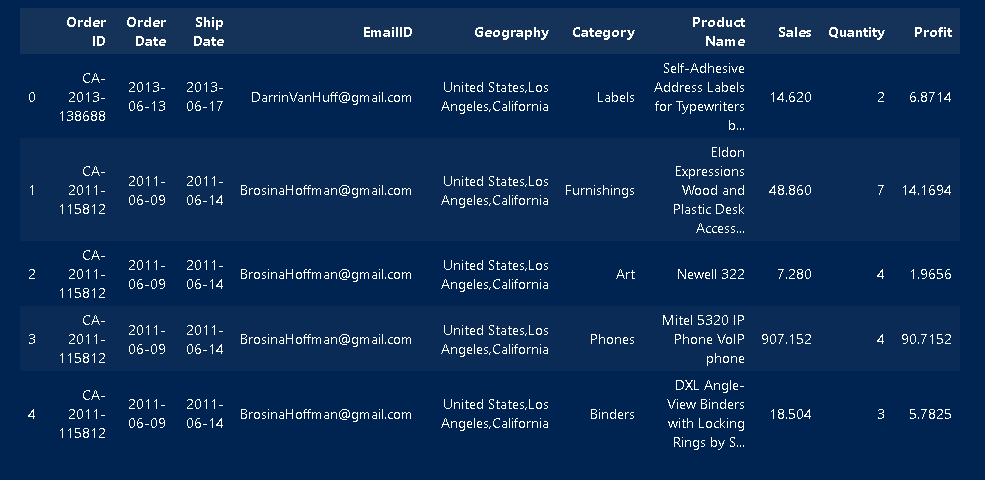 Order ID Order Date Ship Date EmailID Geography Category Product Name Sales Quantity Profit
0 CA-2013-138688 2013-06-13 2013-06-17 DarrinVanHuff@gmail.com United States,Los Angeles,California Labels Self-Adhesive Address Labels for Typewriters b... 14.620 2 6.8714
1 CA-2011-115812 2011-06-09 2011-06-14 BrosinaHoffman@gmail.com United States,Los Angeles,California Furnishings Eldon Expressions Wood and Plastic Desk Access... 48.860 7 14.1694
2 CA-2011-115812 2011-06-09 2011-06-14 BrosinaHoffman@gmail.com United States,Los Angeles,California Art Newell 322 7.280 4 1.9656
3 CA-2011-115812 2011-06-09 2011-06-14 BrosinaHoffman@gmail.com United States,Los Angeles,California Phones Mitel 5320 IP Phone VoIP phone 907.152 4 90.7152
4 CA-2011-115812 2011-06-09 2011-06-14 BrosinaHoffman@gmail.com United States,Los Angeles,California Binders DXL Angle-View Binders with Locking Rings by S... 18.504 3 5.7825